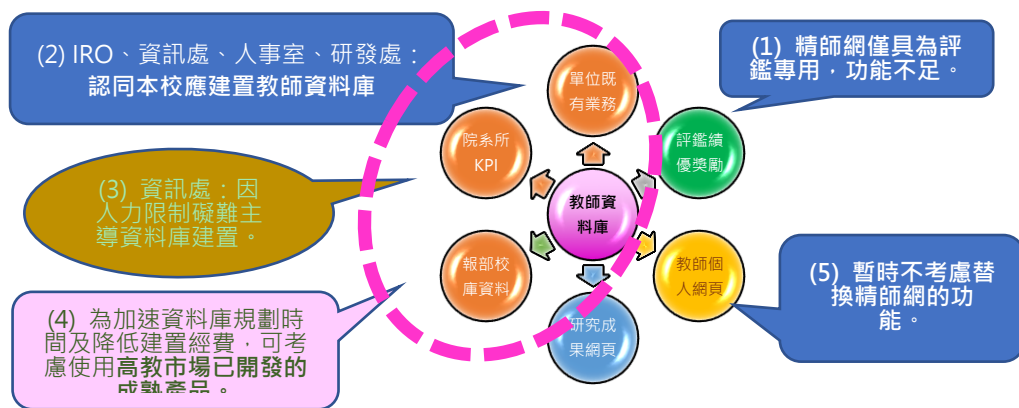 (2) IRO、資訊處、人事室、研發處：
認同本校應建置教師資料庫
(1) 精師網僅具為評
鑑專用，功能不足。
單位既
有業務
院系所
KPI
評鑑績
優獎勵
(3) 資訊處：因
人力限制礙難主
導資料庫建置。
教師資
料庫
報部校
庫資料
教師個
人網頁
(5) 暫時不考慮替
換精師網的功
能。
研究成
果網頁
(4) 為加速資料庫規劃時
間及降低建置經費，可考
慮使用高教市場已開發的
成熟產品。